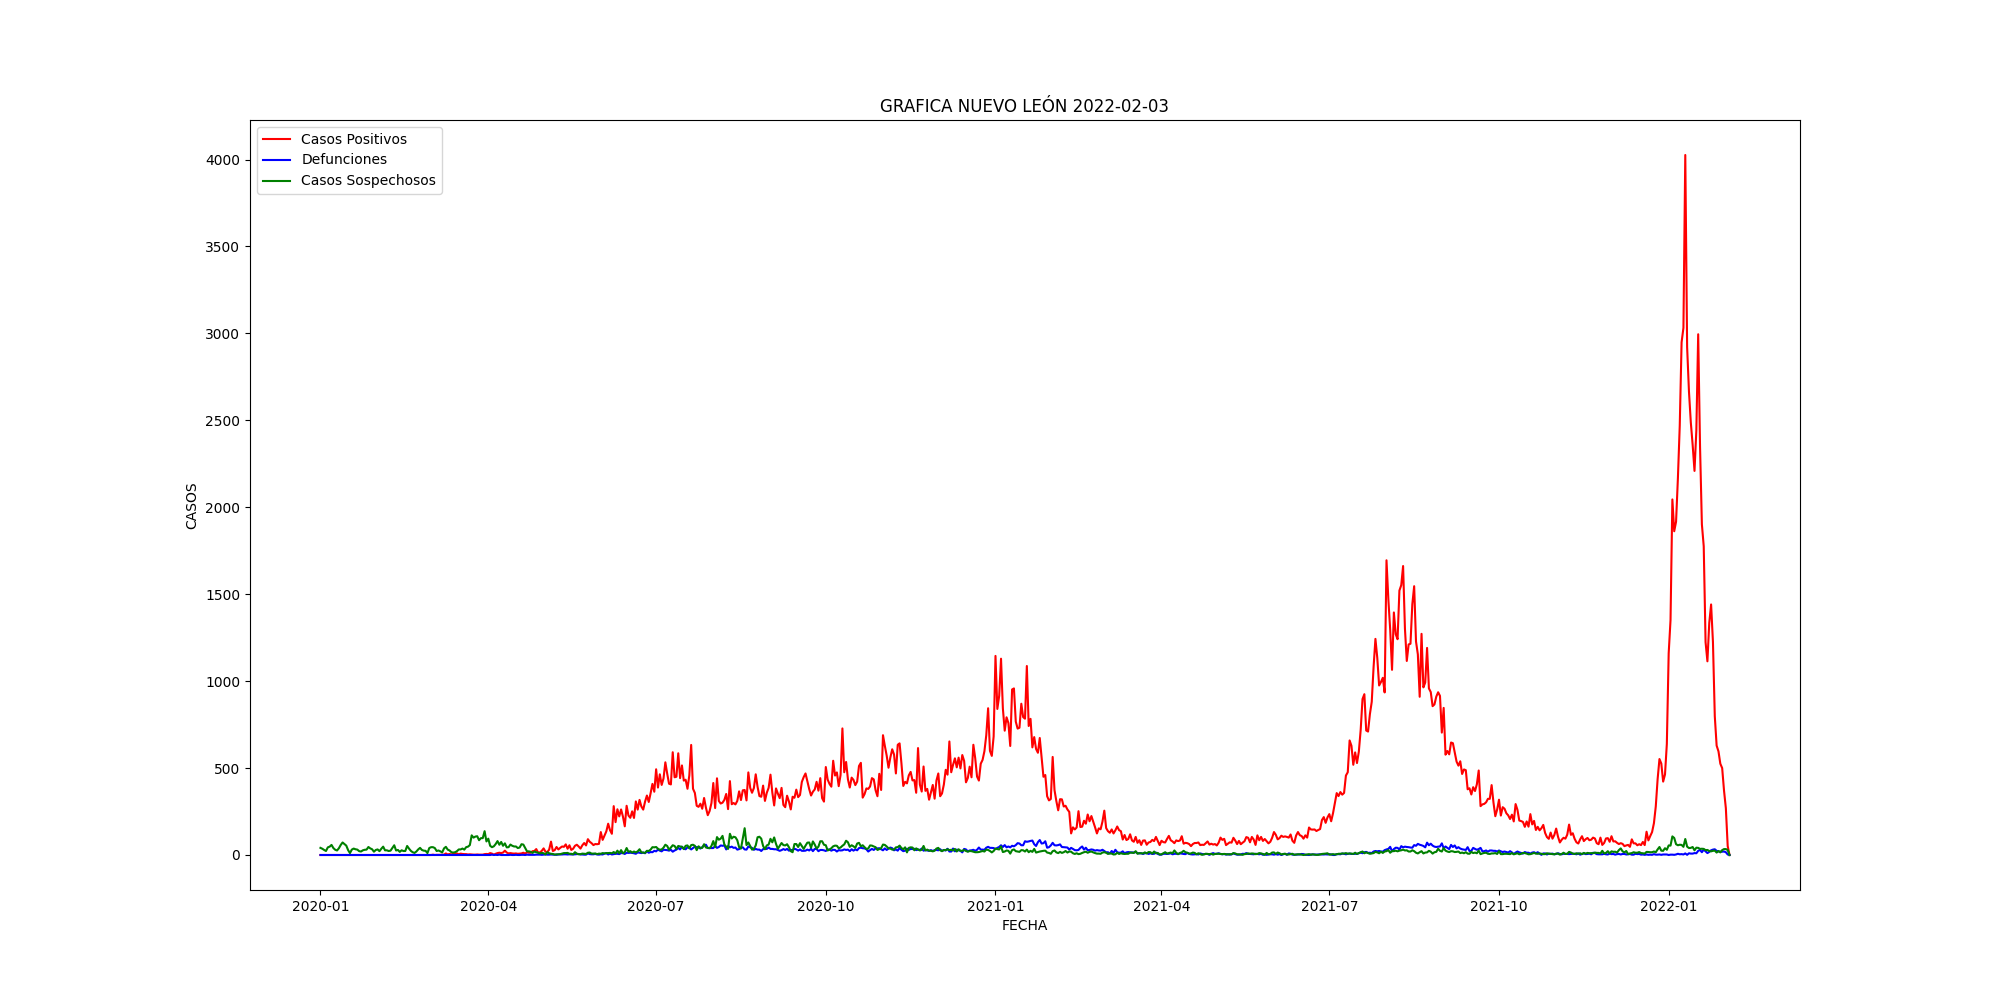 GRAFICA NUEVO LEÓN 2022-02-03
Casos Positivos
Defunciones
Casos Sospechosos
4000
3500
3000
2500
2000
1500
1000
500
0
CASOS
2020-01 2020-04 2020-07 2020-10 2021-01 2021-04 2021-07 2021-10 2022-01
FECHA